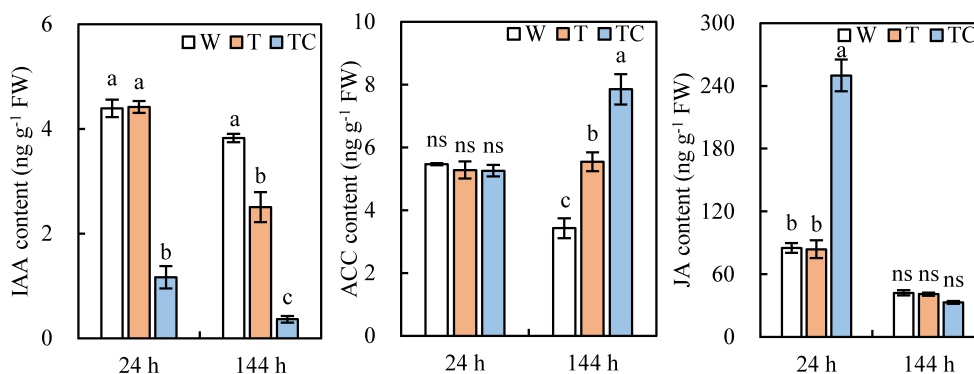 6
4
2
0
IAA content (ng g⁻¹ FW)
W T TC
a a b
a b c
24 h 144 h
10
8
6
4
2
0
ACC content (ng g⁻¹ FW)
W T TC
ns ns ns
c b a
24 h 144 h
300
240
180
120
60
0
JA content (ng g⁻¹ FW)
W T TC
b b a
ns ns ns
24 h 144 h